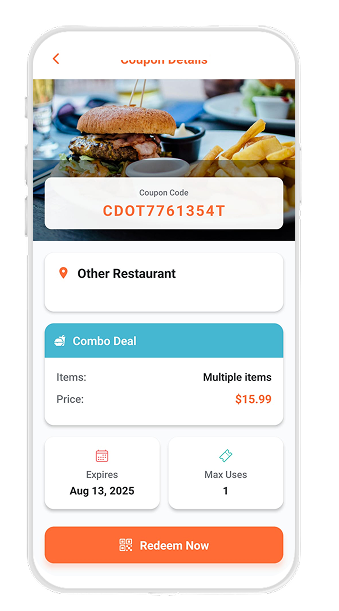 Coupon Details
Coupon Code
CDOT7761354T
Other Restaurant
Combo Deal
Items: Multiple items
Price: $15.99
Expires Max Uses
Aug 13, 2025 1
Redeem Now